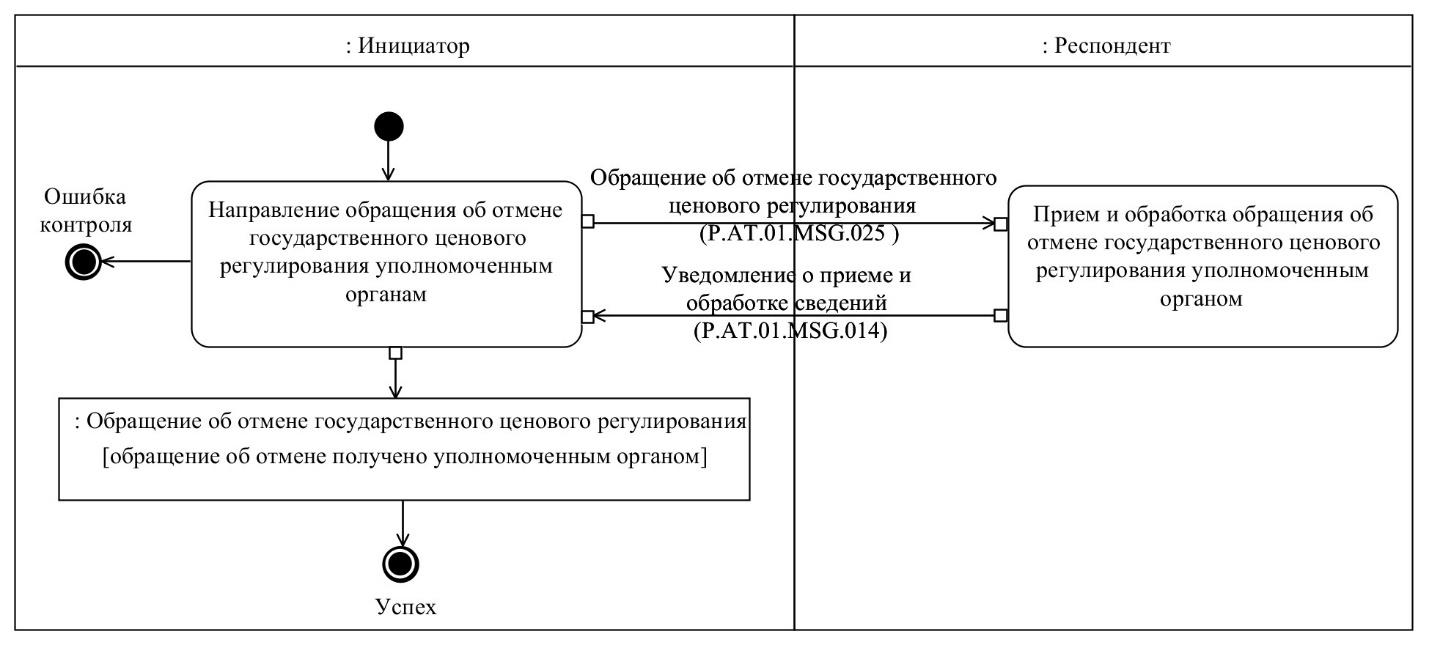 : Инициатор
: Респондент
Ошибка
контроля
Направление обращения об отмене
государственного ценового
регулирования уполномоченным
органам
Обращение об отмене государственного
ценового регулирования
(P.AT.01.MSG.025 )
Уведомление о приеме и
обработке сведений
(P.AT.01.MSG.014)
Прием и обработка обращения об
отмене государственного ценового
регулирования уполномоченным
органом
: Обращение об отмене государственного ценового регулирования
[обращение об отмене получено уполномоченным органом]
Успех